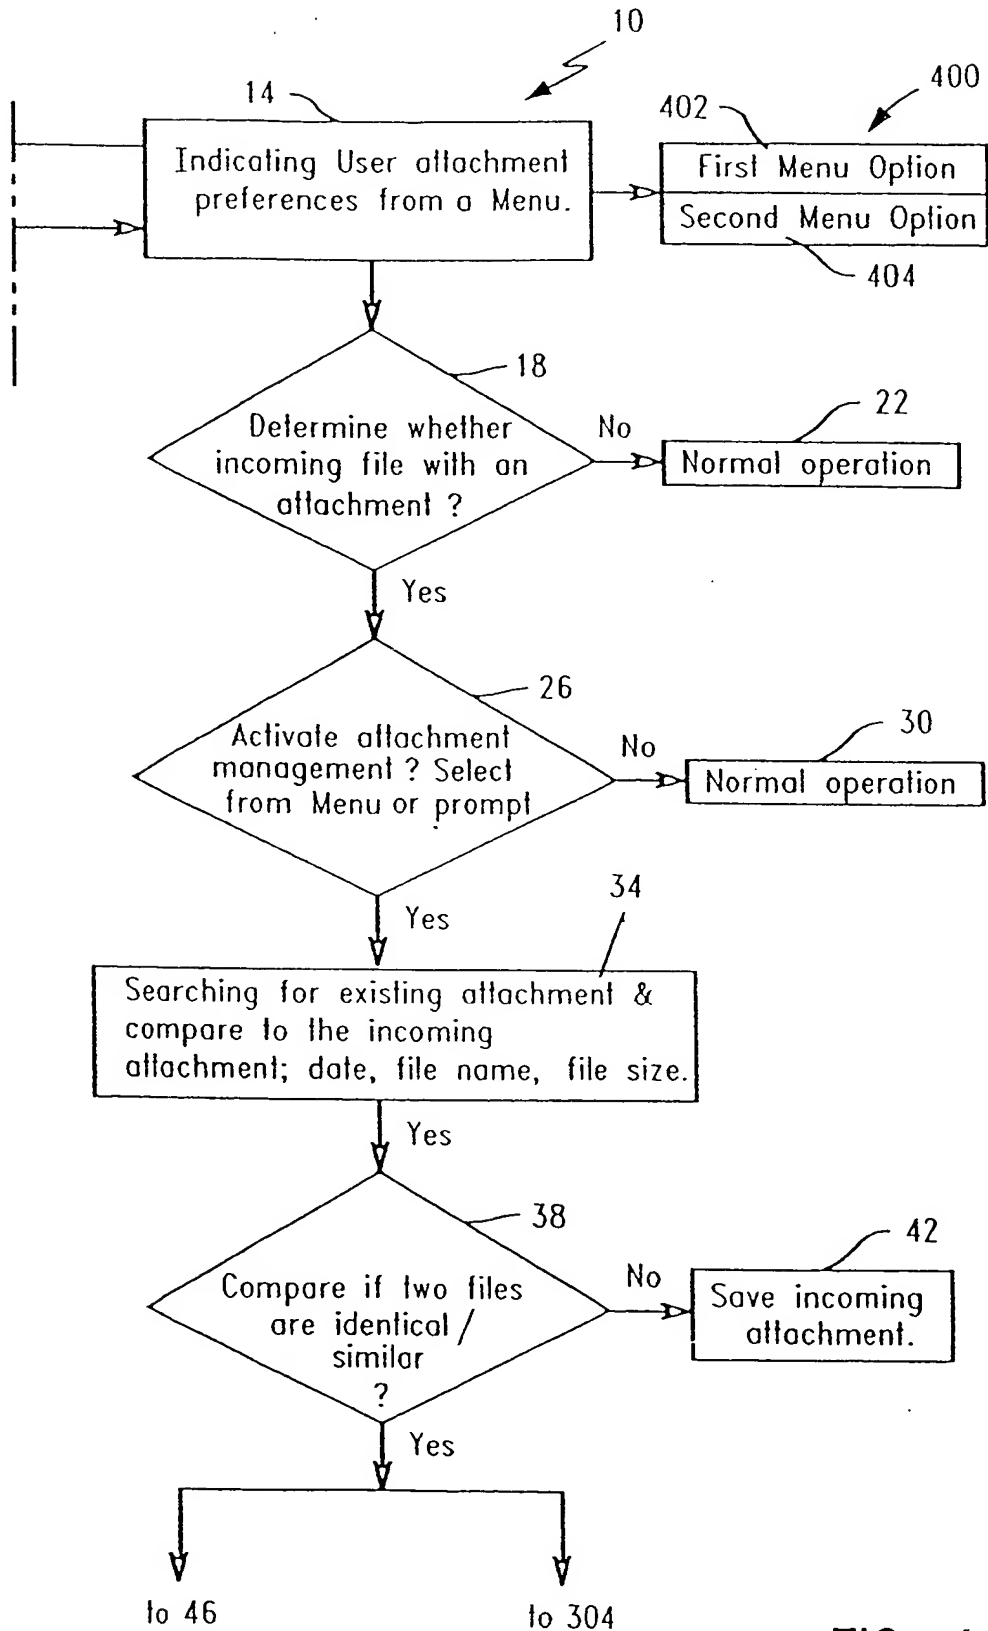 10
14
402
400
Indicating User attachment
preferences from a Menu.
First Menu Option
Second Menu Option
404
18
Determine whether
incoming file with an
attachment ?
No
22
Normal operation
Yes
26
Activate attachment
management ? Select
from Menu or prompt
No
30
Normal operation
Yes
34
Searching for existing attachment &
compare to the incoming
attachment; date, file name, file size.
Yes
38
Compare if two files
are identical /
similar
?
No
42
Save incoming
attachment.
Yes
to 46
to 304